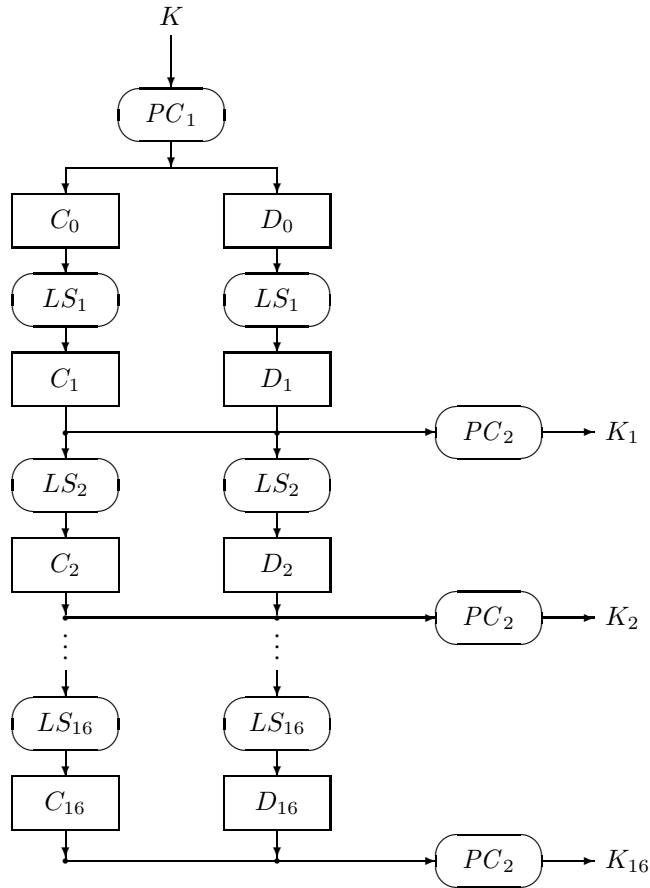 K
PC₁
C₀ D₀
LS₁ LS₁
C₁ D₁
PC₂ K₁
LS₂ LS₂
C₂ D₂
PC₂ K₂
LS₁₆ LS₁₆
C₁₆ D₁₆
PC₂ K₁₆